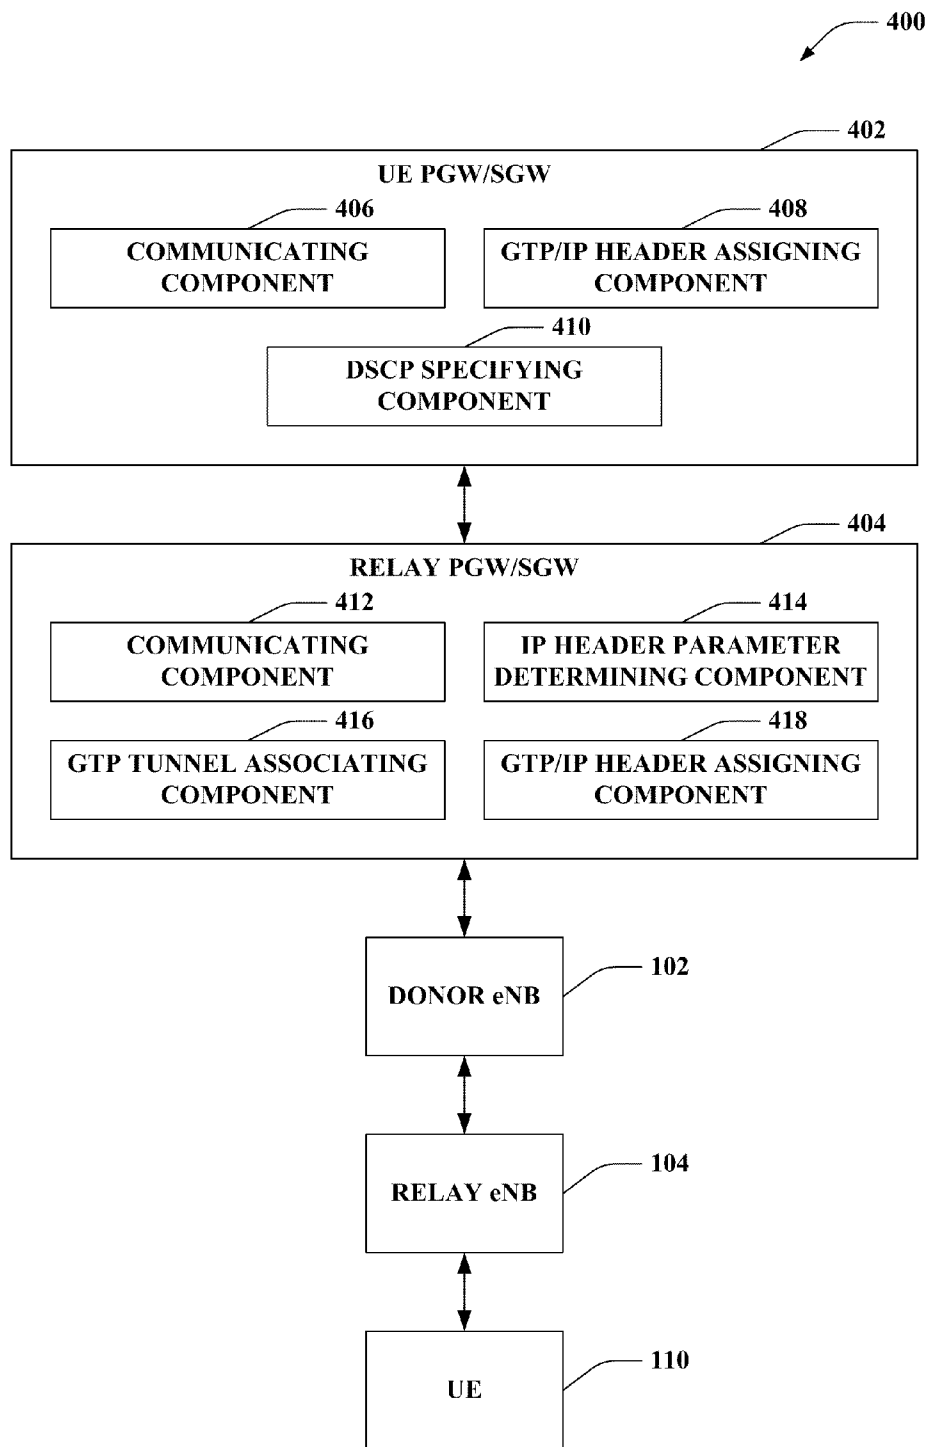 400
402
UE PGW/SGW
406
408
COMMUNICATING
COMPONENT
GTP/IP HEADER ASSIGNING
COMPONENT
410
DSCP SPECIFYING
COMPONENT
404
RELAY PGW/SGW
412
414
COMMUNICATING
COMPONENT
IP HEADER PARAMETER
DETERMINING COMPONENT
416
418
GTP TUNNEL ASSOCIATING
COMPONENT
GTP/IP HEADER ASSIGNING
COMPONENT
102
DONOR eNB
104
RELAY eNB
110
UE